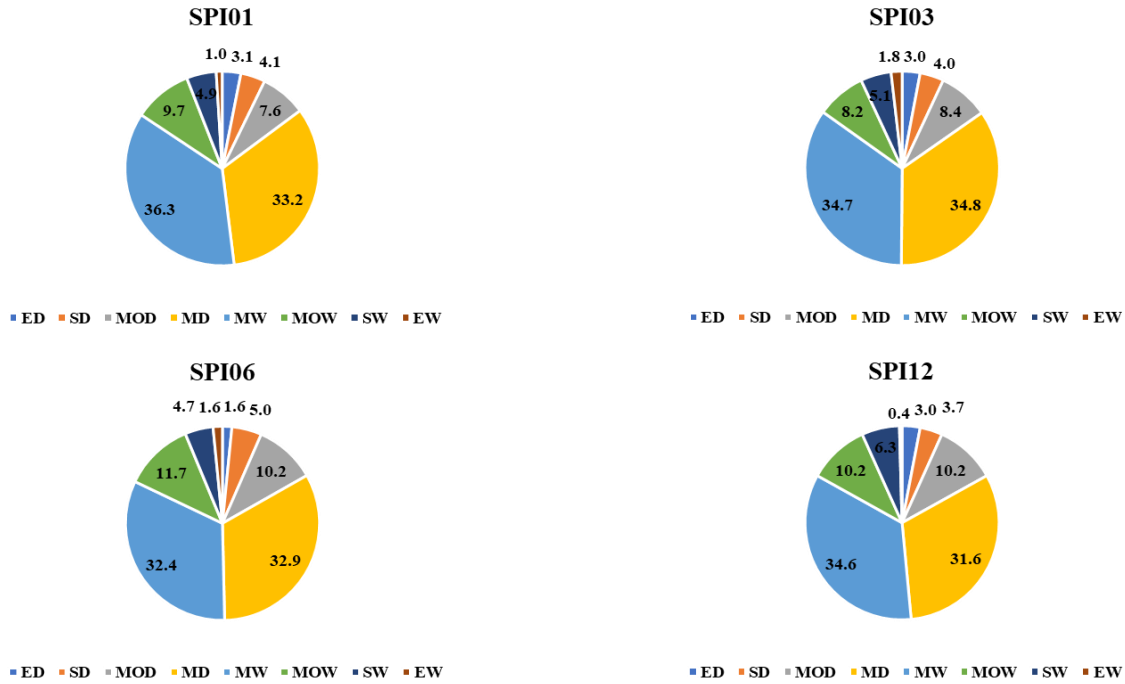 SPI01
1.0 3.1 4.1
4.9
9.7 7.6
33.2
36.3
ED SD MOD MD MW MOW SW EW
SPI03
1.8 3.0 4.0
5.1
8.2 8.4
34.7 34.8
ED SD MOD MD MW MOW SW EW
SPI06
4.7 1.6 1.6 5.0
11.7 10.2
32.4 32.9
ED SD MOD MD MW MOW SW EW
SPI12
0.4 3.0 3.7
6.3
10.2 10.2
34.6 31.6
ED SD MOD MD MW MOW SW EW